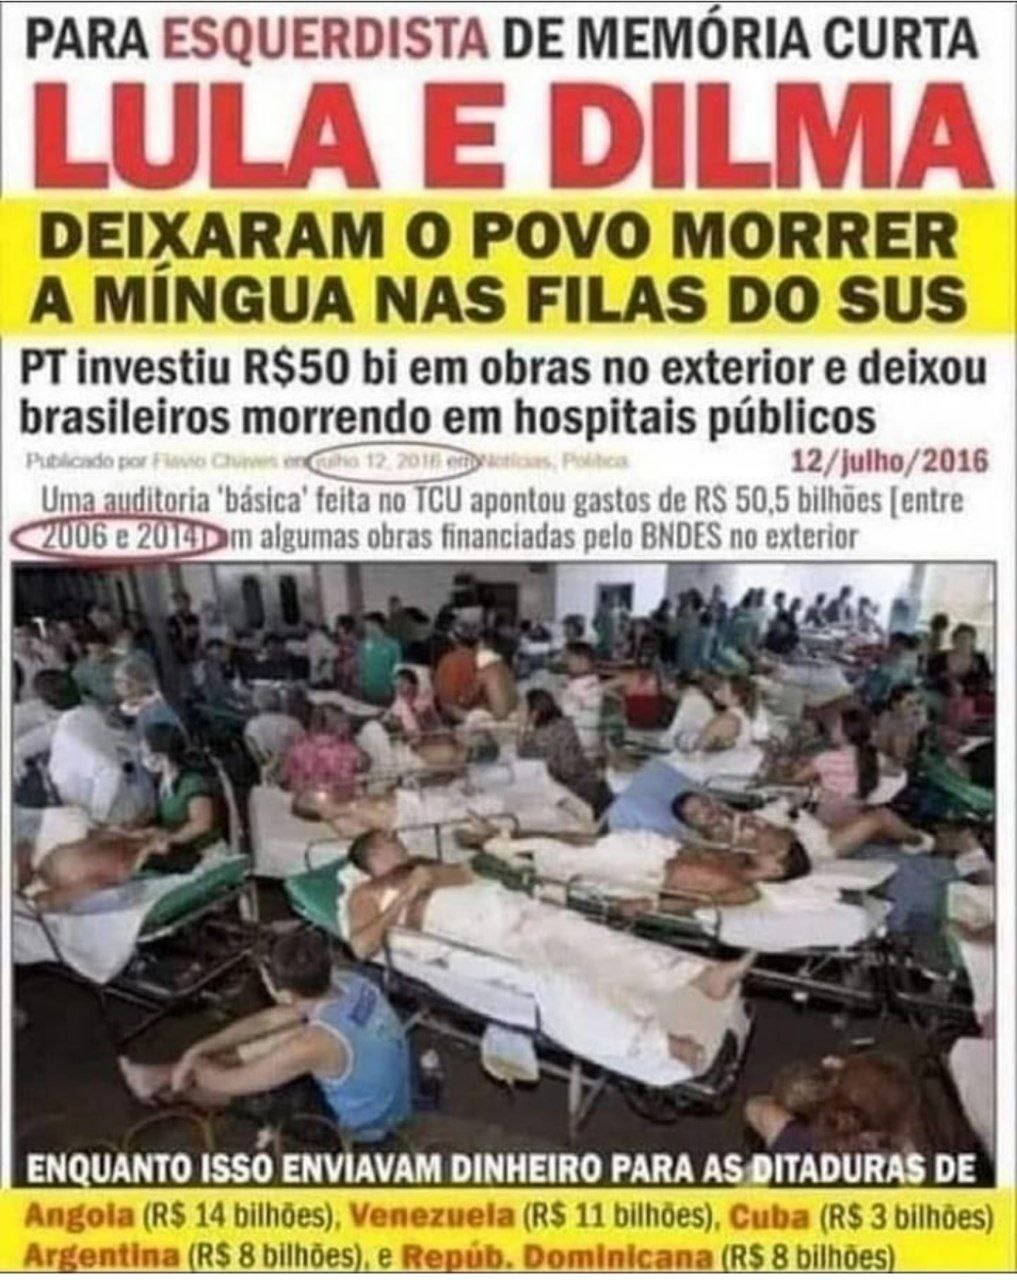 PARA ESQUERDISTA DE MEMÓRIA CURTA
LULA E DILMA
DEIXARAM O POVO MORRER
A MÍNGUA NAS FILAS DO SUS
PT investiu R$50 bi em obras no exterior e deixou
brasileiros morrendo em hospitais públicos
Publicado por Flavio Chaves em julho 12, 2016 em Notícias, Política
12/julho/2016
Uma auditoria 'básica' feita no TCU apontou gastos de R$ 50,5 bilhões [entre
2006 e 2014] em algumas obras financiadas pelo BNDES no exterior
ENQUANTO ISSO ENVIAVAM DINHEIRO PARA AS DITADURAS DE
Angola (R$ 14 bilhões), Venezuela (R$ 11 bilhões), Cuba (R$ 3 bilhões)
Argentina (R$ 8 bilhões), e Repúb. Dominicana (R$ 8 bilhões)